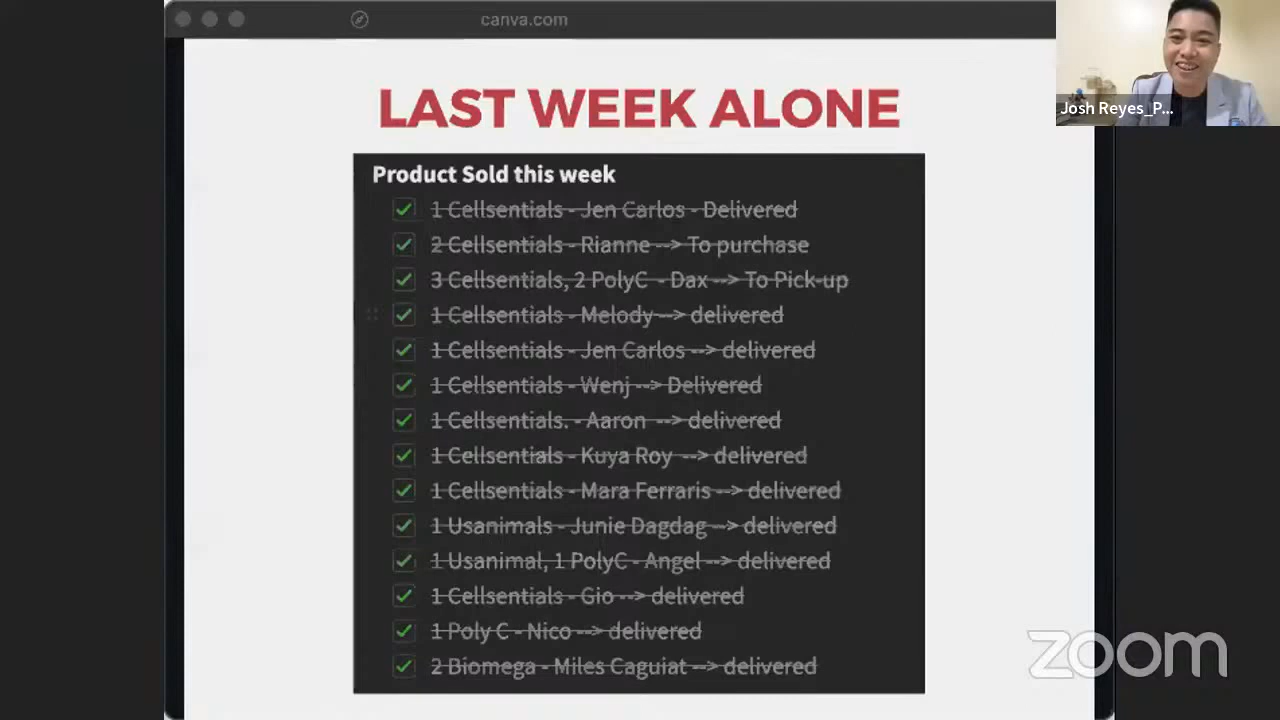 canva.com
LAST WEEK ALONE
Josh Reyes_P...
Product Sold this week
1 Cellsentials - Jen Carlos - Delivered
2 Cellsentials - Rianne --> To purchase
3 Cellsentials, 2 PolyC - Dax --> To Pick-up
1 Cellsentials - Melody --> delivered
1 Cellsentials - Jen Carlos --> delivered
1 Cellsentials - Wenj --> Delivered
1 Cellsentials. - Aaron --> delivered
1 Cellsentials - Kuya Roy --> delivered
1 Cellsentials - Mara Ferraris --> delivered
1 Usanimals - Junie Dagdag --> delivered
1 Usanimal, 1 PolyC - Angel --> delivered
1 Cellsentials - Gio --> delivered
1 Poly C - Nico --> delivered
2 Biomega - Miles Caguiat --> delivered
zoom